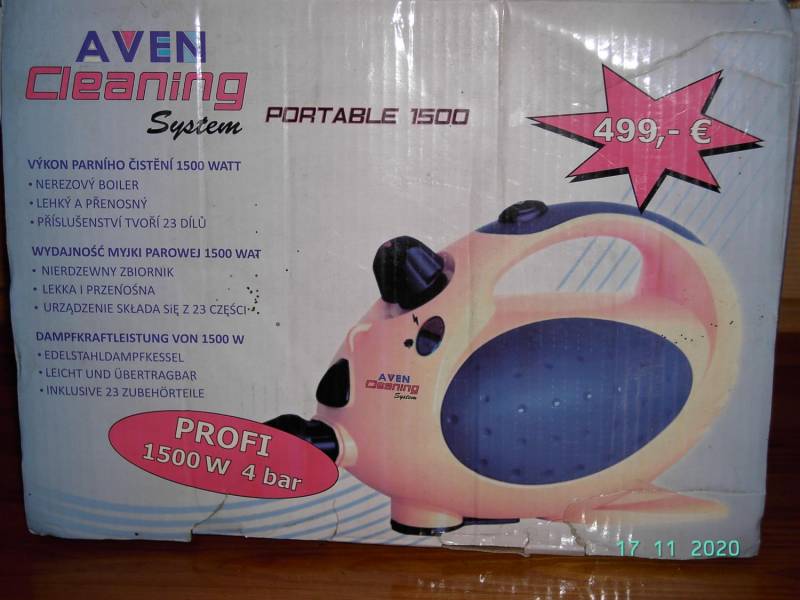 AVEN
Cleaning
System
PORTABLE 1500
499,- €
VÝKON PARNÍHO ČISTĚNÍ 1500 WATT
• NEREZOVÝ BOILER
• LEHKÝ A PŘENOSNÝ
• PŘÍSLUŠENSTVÍ TVOŘÍ 23 DÍLŮ
WYDAJNOŚĆ MYJKI PAROWEJ 1500 WAT
• NIERDZEWNY ZBIORNIK
• LEKKA I PRZENOŚNA
• URZĄDZENIE SKŁADA SIĘ Z 23 CZĘŚCI
DAMPFKRAFTLEISTUNG VON 1500 W
• EDELSTAHLDAMPFKESSEL
• LEICHT UND ÜBERTRAGBAR
• INKLUSIVE 23 ZUBEHÖRTEILE
AVEN
Cleaning
System
PROFI
1500 W 4 bar
17 11 2020